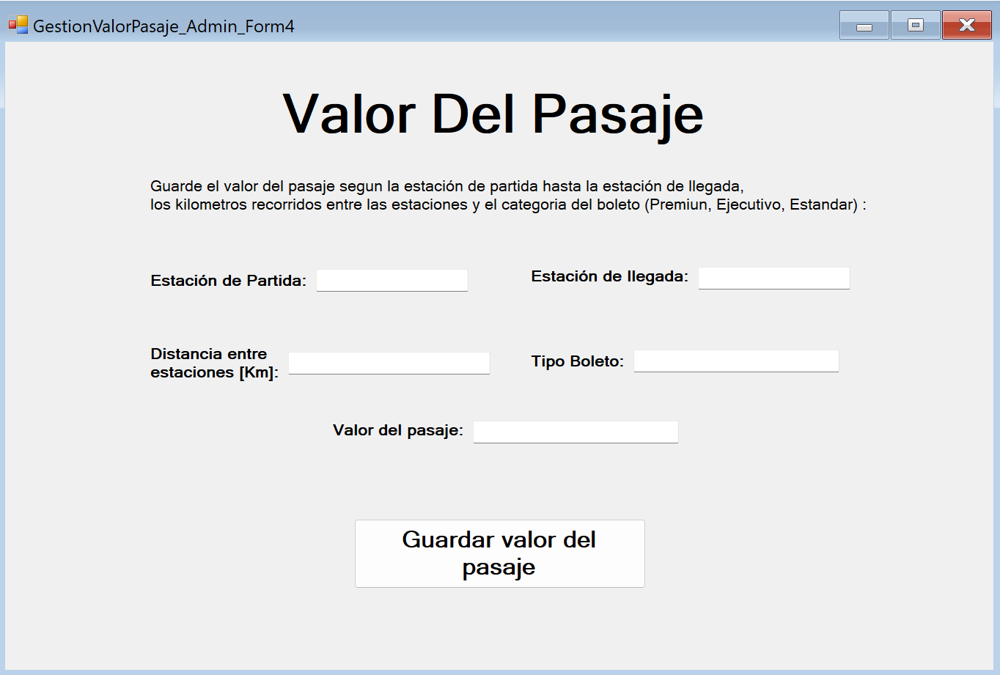 GestionValorPasaje_Admin_Form4
Valor Del Pasaje
Guarde el valor del pasaje segun la estación de partida hasta la estación de llegada,
los kilometros recorridos entre las estaciones y el categoria del boleto (Premiun, Ejecutivo, Estandar) :
Estación de Partida:
Estación de llegada:
Distancia entre
estaciones [Km]:
Tipo Boleto:
Valor del pasaje:
Guardar valor del
pasaje